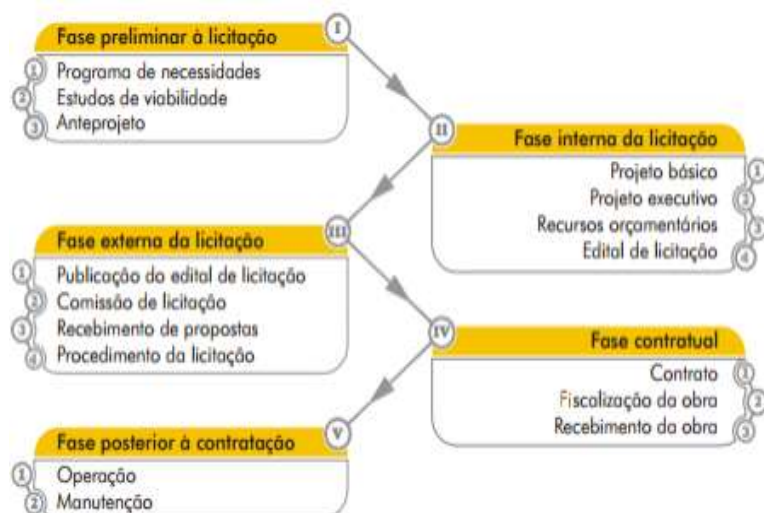 I
Fase preliminar à licitação
1 Programa de necessidades
2 Estudos de viabilidade
3 Anteprojeto
II
Fase interna da licitação
Projeto básico 1
Projeto executivo 2
Recursos orçamentários 3
Edital de licitação 4
III
Fase externa da licitação
1 Publicação do edital de licitação
2 Comissão de licitação
3 Recebimento de propostas
4 Procedimento da licitação
IV
Fase contratual
Contrato 1
Fiscalização da obra 2
Recebimento da obra 3
V
Fase posterior à contratação
1 Operação
2 Manutenção